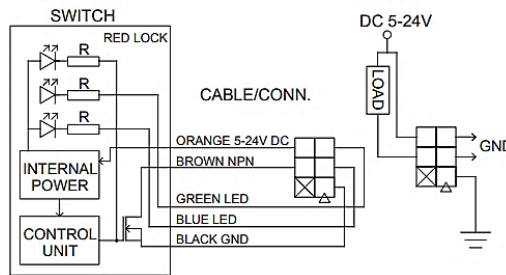 SWITCH
RED LOCK
R
R
R
INTERNAL
POWER
CONTROL
UNIT
CABLE/CONN.
ORANGE 5-24V DC
BROWN NPN
GREEN LED
BLUE LED
BLACK GND
DC 5-24V
LOAD
GND